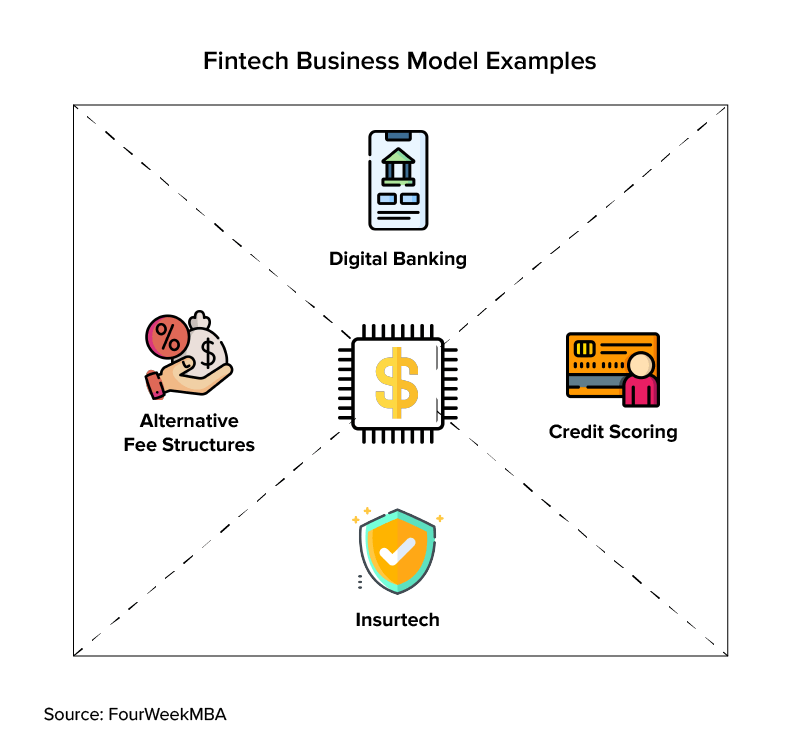 Fintech Business Model Examples
Digital Banking
%
$
Alternative
Fee Structures
$
Credit Scoring
Insurtech
Source: FourWeekMBA